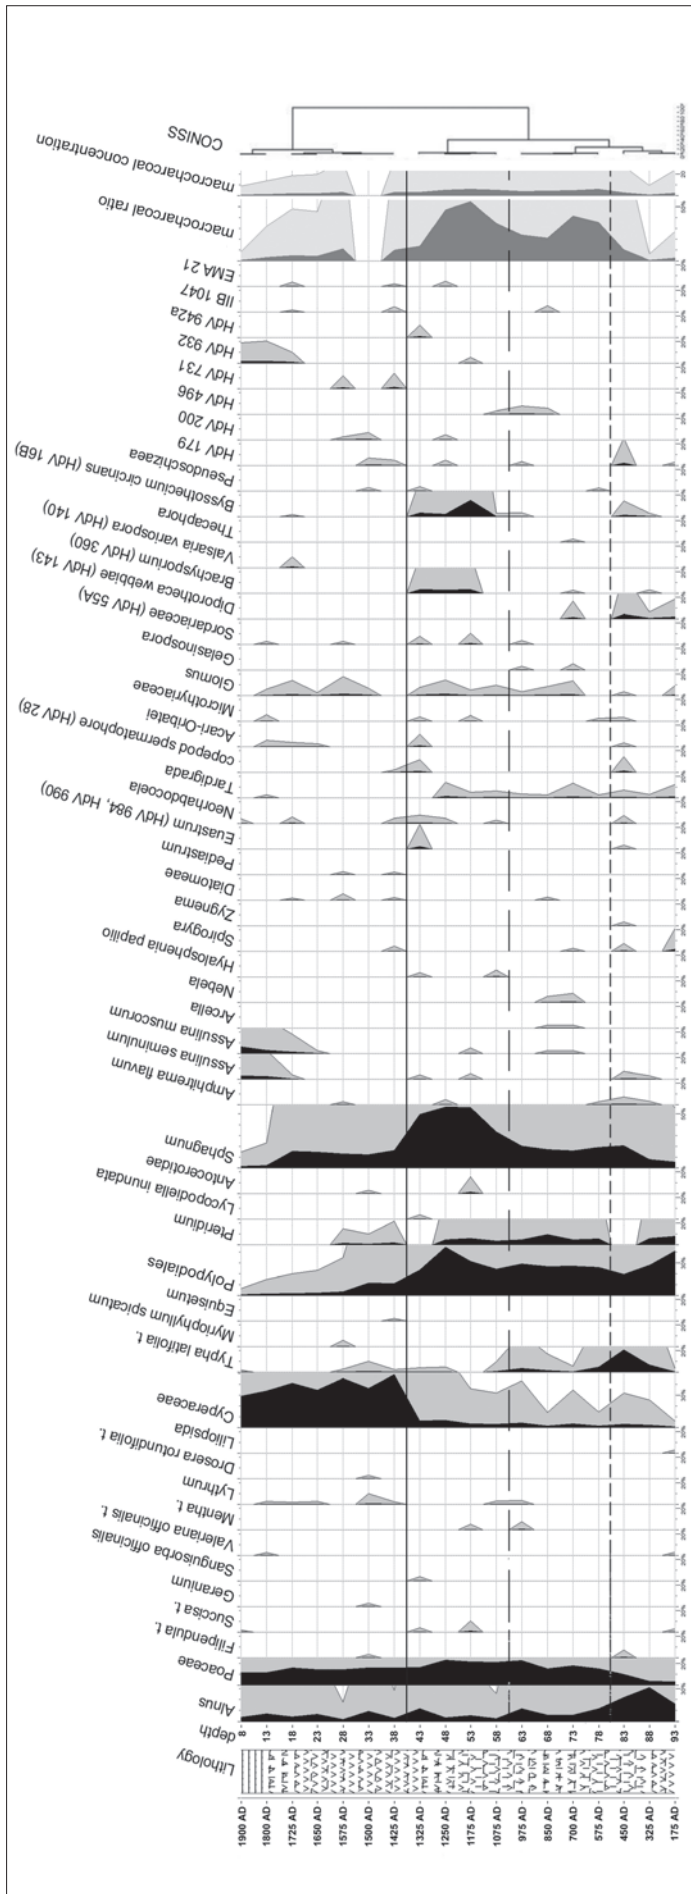 Lithology
depth
Alnus
Poaceae
Filipendula t.
Succisa t.
Geranium
Sanguisorba officinalis
Valeriana officinalis t.
Mentha t.
Lythrum
Drosera rotundifolia t.
Liliopsida
Cyperaceae
Typha latifolia t.
Myriophyllum spicatum
Equisetum
Polypodiales
Pteridium
Lycopodiella inundata
Antocerotidae
Sphagnum
Amphitrema flavum
Assulina seminulum
Assulina muscorum
Arcella
Nebela
Hyalosphenia papilio
Spirogyra
Zygnema
Diatomeae
Pediastrum
Euastrum (HdV 984, HdV 990)
Neorhabdocoela
Tardigrada
copepod spermatophore (HdV 28)
Acari-Oribatei
Microthyriaceae
Glomus
Gelasinospora
Sordariaceae (HdV 55A)
Diporotheca webbiae (HdV 143)
Brachysporium (HdV 360)
Valsaria variospora (HdV 140)
Thecaphora
Byssothecium circinans (HdV 16B)
Pseudoschizaea
HdV 179
HdV 200
HdV 496
HdV 731
HdV 932
HdV 942a
IIB 1047
EMA 21
macrocharcoal ratio
macrocharcoal concentration
CONISS
1900 AD 8
1800 AD 13
1725 AD 18
1650 AD 23
1575 AD 28
1500 AD 33
1425 AD 38
1325 AD 43
1250 AD 48
1153 AD 53
1075 AD 58
975 AD 63
850 AD 68
700 AD 73
575 AD 78
450 AD 83
325 AD 88
175 AD 93